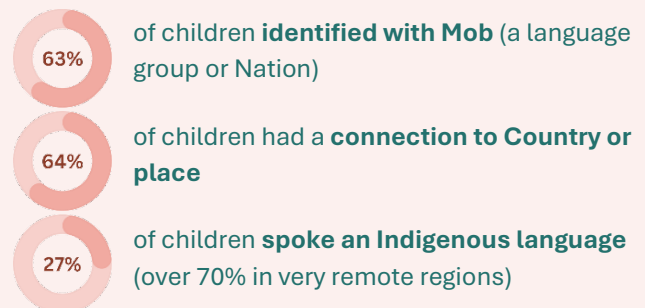 63%
of children identified with Mob (a language
group or Nation)
64%
of children had a connection to Country or
place
27%
of children spoke an Indigenous language
(over 70% in very remote regions)